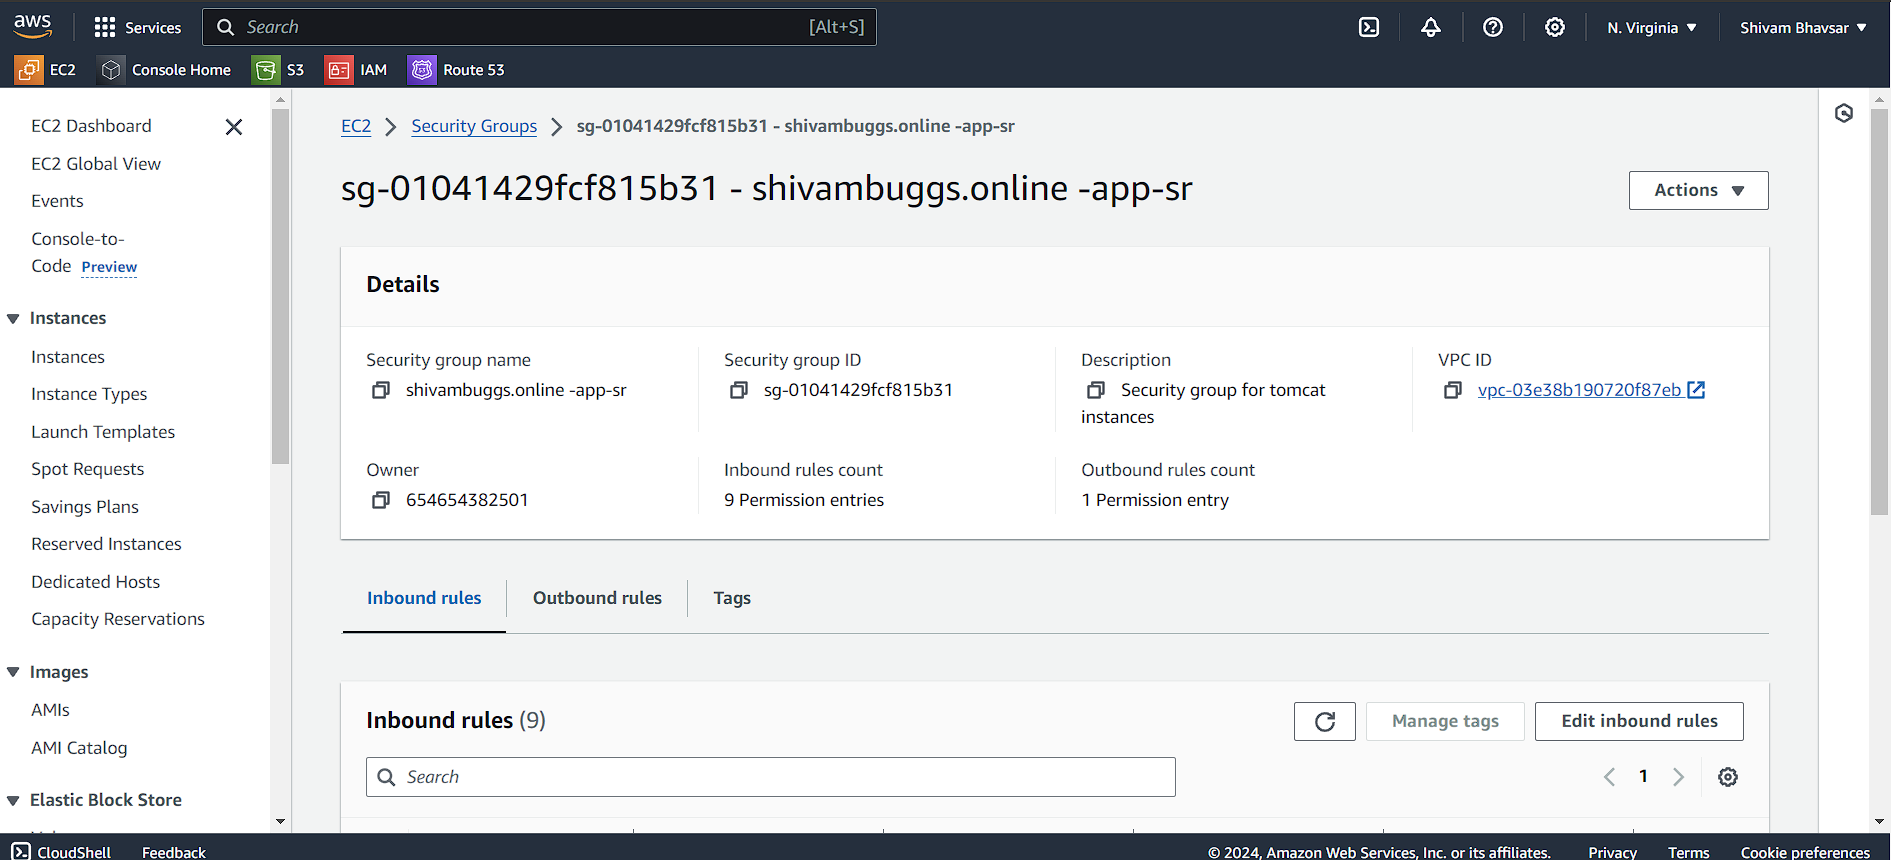 aws
Services
Search
[Alt+S]
N. Virginia
Shivam Bhavsar
EC2
Console Home
S3
IAM
Route 53
EC2 Dashboard
EC2 Global View
Events
Console-to-
Code Preview
Instances
Instances
Instance Types
Launch Templates
Spot Requests
Savings Plans
Reserved Instances
Dedicated Hosts
Capacity Reservations
Images
AMIs
AMI Catalog
Elastic Block Store
EC2
Security Groups
sg-01041429fcf815b31 - shivambuggs.online -app-sr
sg-01041429fcf815b31 - shivambuggs.online -app-sr
Actions
Details
Security group name
shivambuggs.online -app-sr
Security group ID
sg-01041429fcf815b31
Description
Security group for tomcat
instances
VPC ID
vpc-03e38b190720f87eb
Owner
654654382501
Inbound rules count
9 Permission entries
Outbound rules count
1 Permission entry
Inbound rules
Outbound rules
Tags
Inbound rules (9)
Manage tags
Edit inbound rules
Search
1
CloudShell
Feedback
© 2024, Amazon Web Services, Inc. or its affiliates.
Privacy
Terms
Cookie preferences